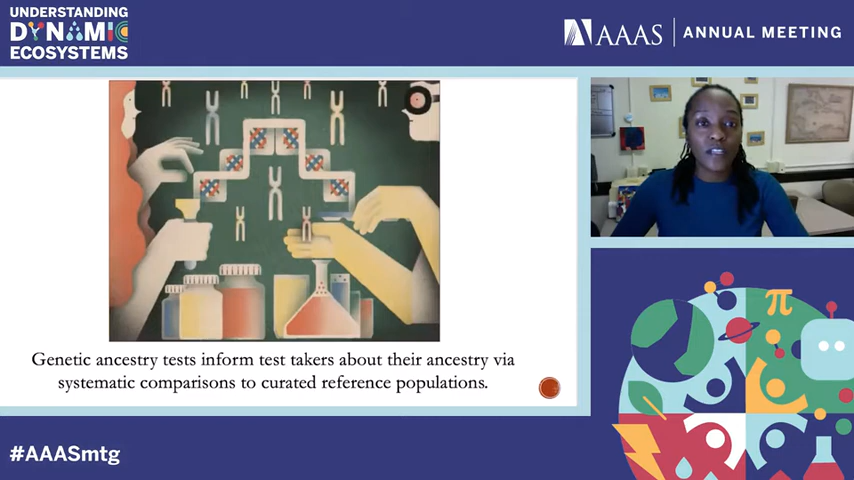 UNDERSTANDING
DYNAMIC
ECOSYSTEMS
AAAS | ANNUAL MEETING
Genetic ancestry tests inform test takers about their ancestry via
systematic comparisons to curated reference populations.
π
#AAASmtg